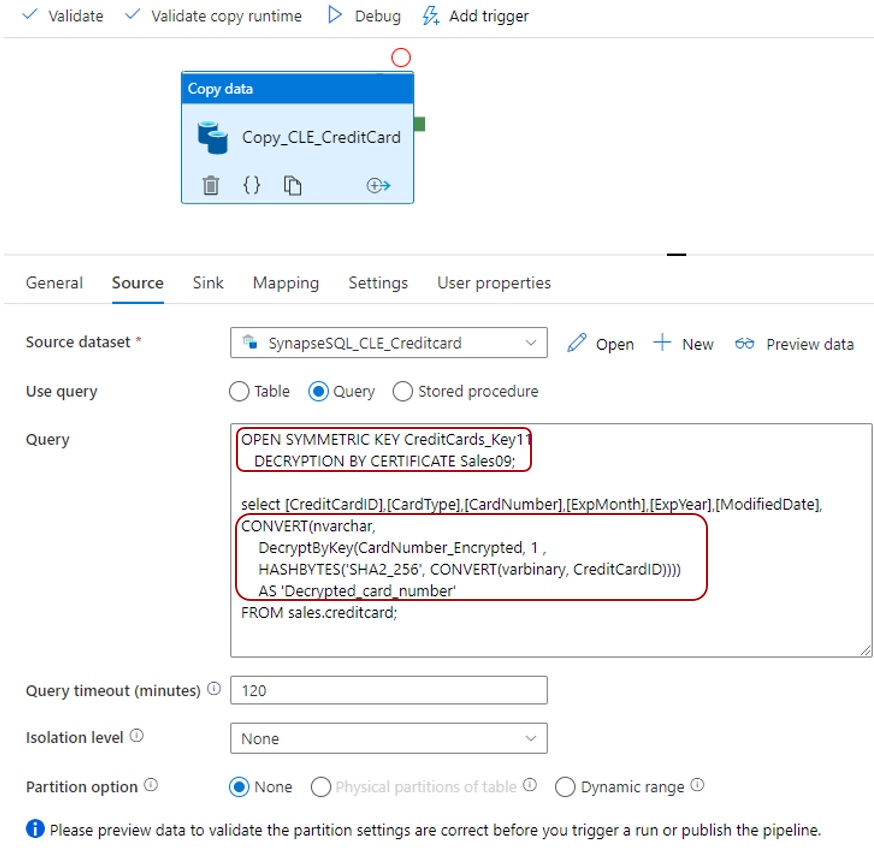 Validate Validate copy runtime Debug Add trigger
Copy data
Copy_CLE_CreditCard
General Source Sink Mapping Settings User properties
Source dataset * SynapseSQL_CLE_Creditcard Open New Preview data
Use query Table Query Stored procedure
Query
OPEN SYMMETRIC KEY CreditCards_Key11
DECRYPTION BY CERTIFICATE Sales09;
select [CreditCardID],[CardType],[CardNumber],[ExpMonth],[ExpYear],[ModifiedDate],
CONVERT(nvarchar,
DecryptByKey(CardNumber_Encrypted, 1 ,
HASHBYTES('SHA2_256', CONVERT(varbinary, CreditCardID))))
AS 'Decrypted_card_number'
FROM sales.creditcard;
Query timeout (minutes) 120
Isolation level None
Partition option None Physical partitions of table Dynamic range
Please preview data to validate the partition settings are correct before you trigger a run or publish the pipeline.